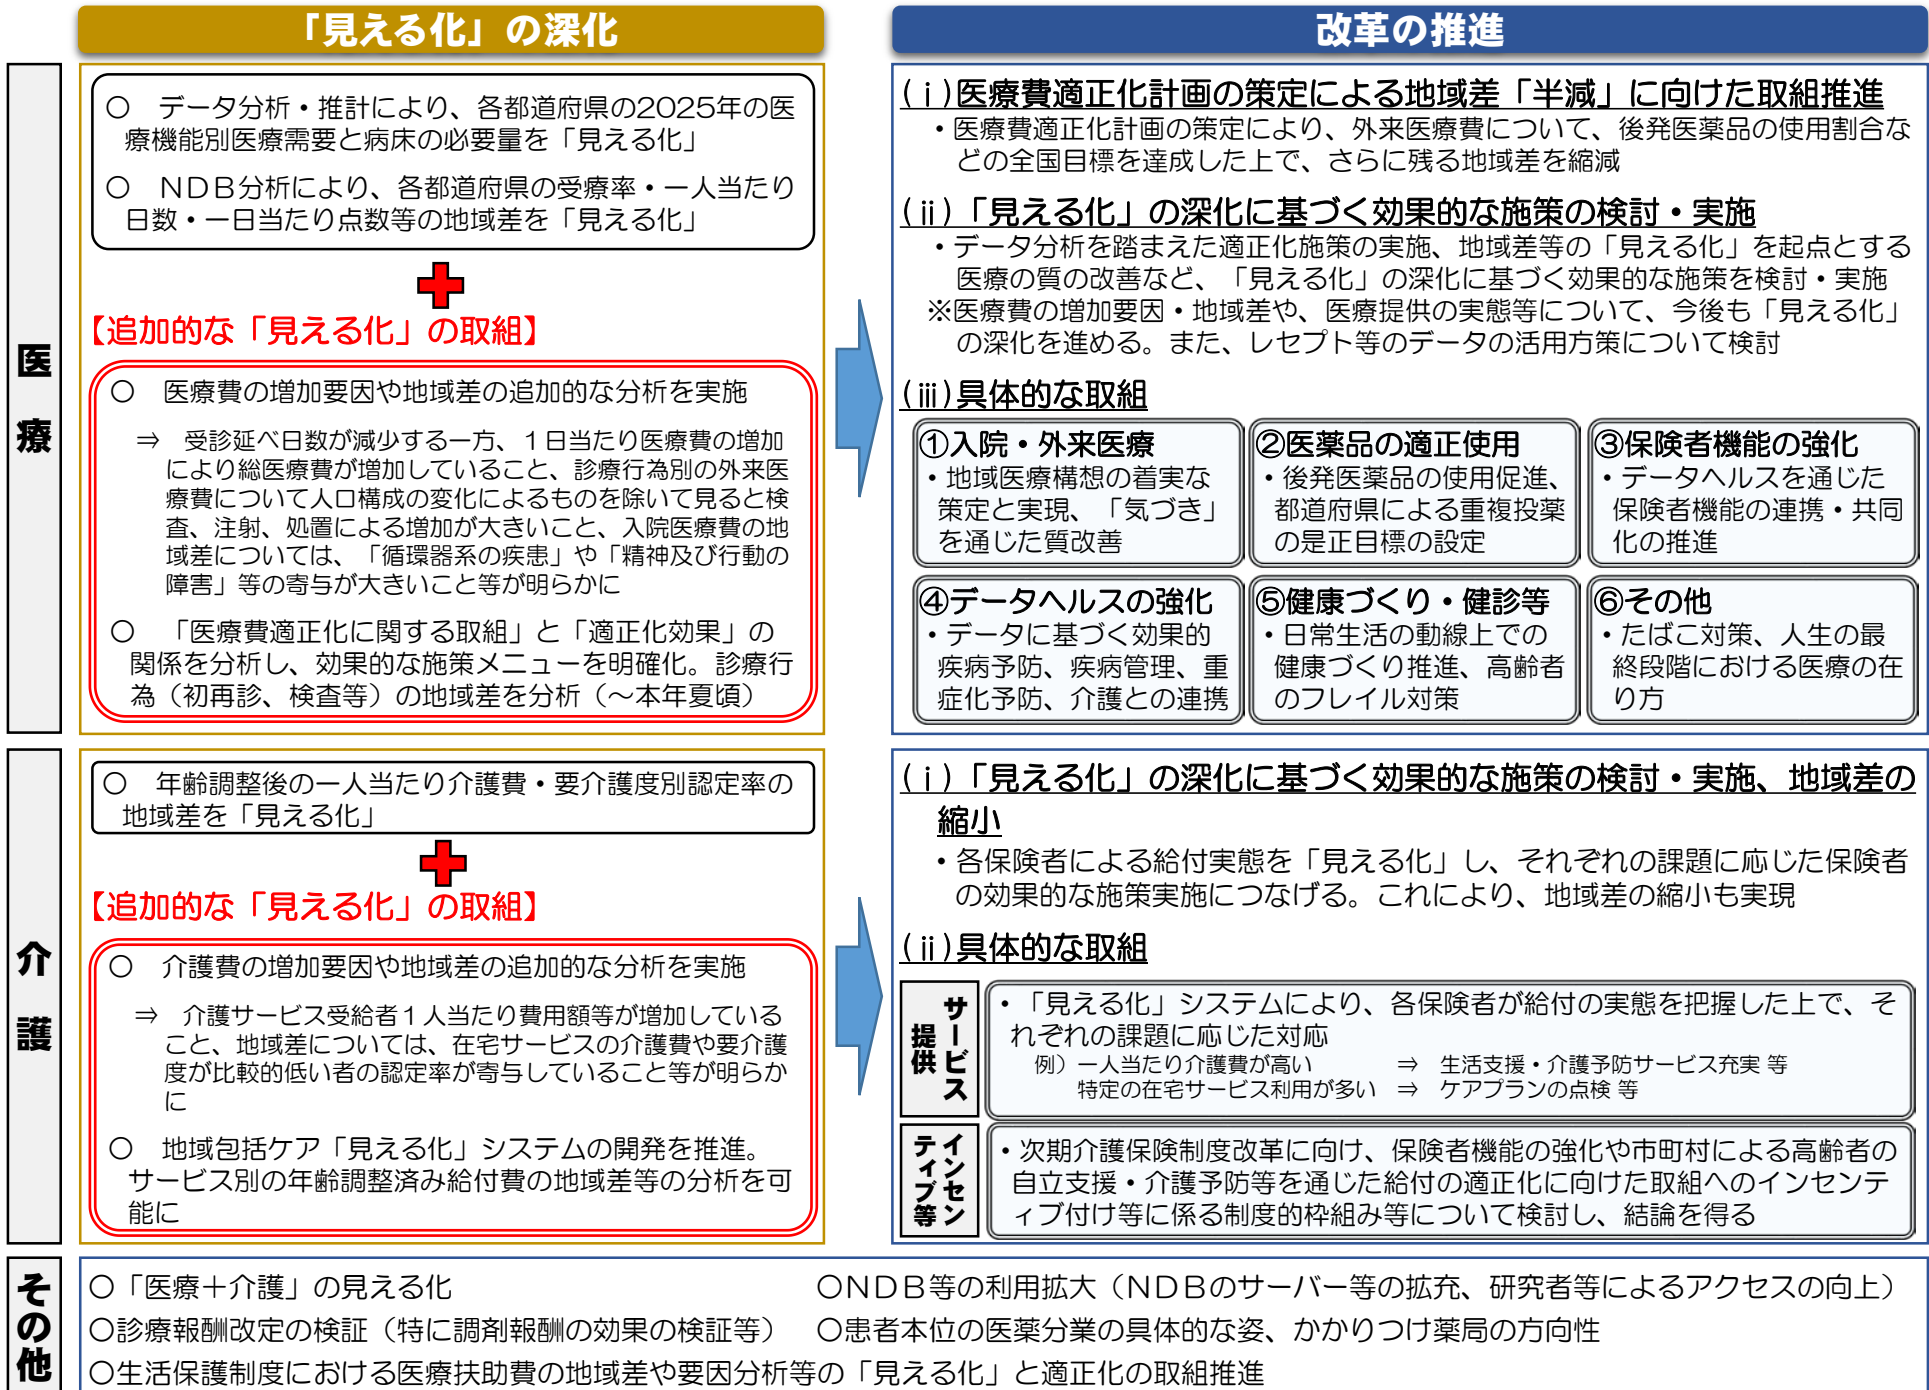 「見える化」の深化
改革の推進
医療
○　データ分析・推計により、各都道府県の2025年の医
療機能別医療需要と病床の必要量を「見える化」
○　ＮＤＢ分析により、各都道府県の受療率・一人当たり
日数・一日当たり点数等の地域差を「見える化」
【追加的な「見える化」の取組】
○　医療費の増加要因や地域差の追加的な分析を実施
⇒　受診延べ日数が減少する一方、１日当たり医療費の増加
により総医療費が増加していること、診療行為別の外来医
療費について人口構成の変化によるものを除いて見ると検
査、注射、処置による増加が大きいこと、入院医療費の地
域差については、「循環器系の疾患」や「精神及び行動の
障害」等の寄与が大きいこと等が明らかに
○　「医療費適正化に関する取組」と「適正化効果」の
関係を分析し、効果的な施策メニューを明確化。診療行
為（初再診、検査等）の地域差を分析（～本年夏頃）
(ⅰ)医療費適正化計画の策定による地域差「半減」に向けた取組推進
・医療費適正化計画の策定により、外来医療費について、後発医薬品の使用割合な
どの全国目標を達成した上で、さらに残る地域差を縮減
(ⅱ)「見える化」の深化に基づく効果的な施策の検討・実施
・データ分析を踏まえた適正化施策の実施、地域差等の「見える化」を起点とする
医療の質の改善など、「見える化」の深化に基づく効果的な施策を検討・実施
※医療費の増加要因・地域差や、医療提供の実態等について、今後も「見える化」
の深化を進める。また、レセプト等のデータの活用方策について検討
(ⅲ)具体的な取組
①入院・外来医療
・地域医療構想の着実な
策定と実現、「気づき」
を通じた質改善
②医薬品の適正使用
・後発医薬品の使用促進、
都道府県による重複投薬
の是正目標の設定
③保険者機能の強化
・データヘルスを通じた
保険者機能の連携・共同
化の推進
④データヘルスの強化
・データに基づく効果的
疾病予防、疾病管理、重
症化予防、介護との連携
⑤健康づくり・健診等
・日常生活の動線上での
健康づくり推進、高齢者
のフレイル対策
⑥その他
・たばこ対策、人生の最
終段階における医療の在
り方
介護
○　年齢調整後の一人当たり介護費・要介護度別認定率の
地域差を「見える化」
【追加的な「見える化」の取組】
○　介護費の増加要因や地域差の追加的な分析を実施
⇒　介護サービス受給者１人当たり費用額等が増加している
こと、地域差については、在宅サービスの介護費や要介護
度が比較的低い者の認定率が寄与していること等が明らか
に
○　地域包括ケア「見える化」システムの開発を推進。
サービス別の年齢調整済み給付費の地域差等の分析を可
能に
(ⅰ)「見える化」の深化に基づく効果的な施策の検討・実施、地域差の
縮小
・各保険者による給付実態を「見える化」し、それぞれの課題に応じた保険者
の効果的な施策実施につなげる。これにより、地域差の縮小も実現
(ⅱ)具体的な取組
サービス
提供
・「見える化」システムにより、各保険者が給付の実態を把握した上で、そ
れぞれの課題に応じた対応
例）一人当たり介護費が高い　⇒　生活支援・介護予防サービス充実 等
特定の在宅サービス利用が多い　⇒　ケアプランの点検 等
インセン
ティブ等
・次期介護保険制度改革に向け、保険者機能の強化や市町村による高齢者の
自立支援・介護予防等を通じた給付の適正化に向けた取組へのインセンテ
ィブ付け等に係る制度的枠組み等について検討し、結論を得る
その他
○「医療＋介護」の見える化　○ＮＤＢ等の利用拡大（ＮＤＢのサーバー等の拡充、研究者等によるアクセスの向上）
○診療報酬改定の検証（特に調剤報酬の効果の検証等）　○患者本位の医薬分業の具体的な姿、かかりつけ薬局の方向性
○生活保護制度における医療扶助費の地域差や要因分析等の「見える化」と適正化の取組推進